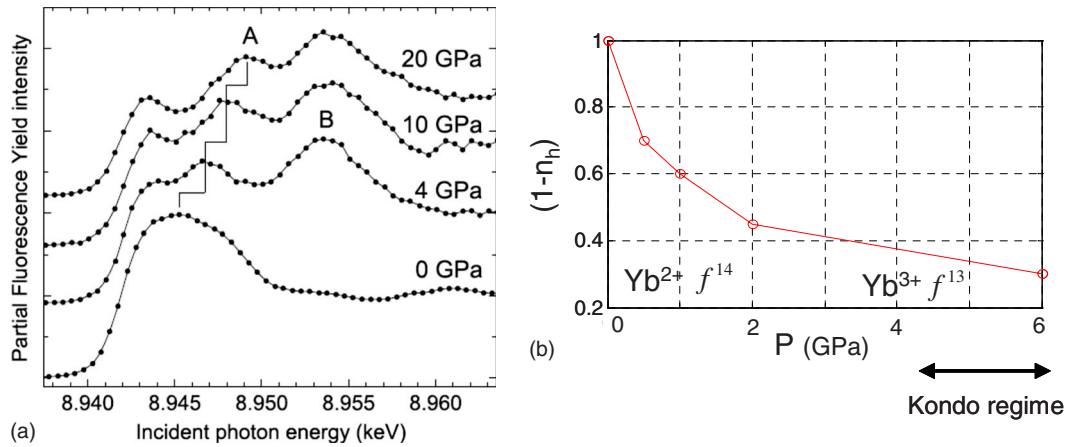 Partial Fluorescence Yield intensity
A
20 GPa
10 GPa
B
4 GPa
0 GPa
8.940 8.945 8.950 8.955 8.960
(a) Incident photon energy (keV)
(1-nₕ)
1
0.8
0.6
0.4
0.2
Yb²⁺ f¹⁴ Yb³⁺ f¹³
0 2 4 6
(b) P (GPa)
Kondo regime